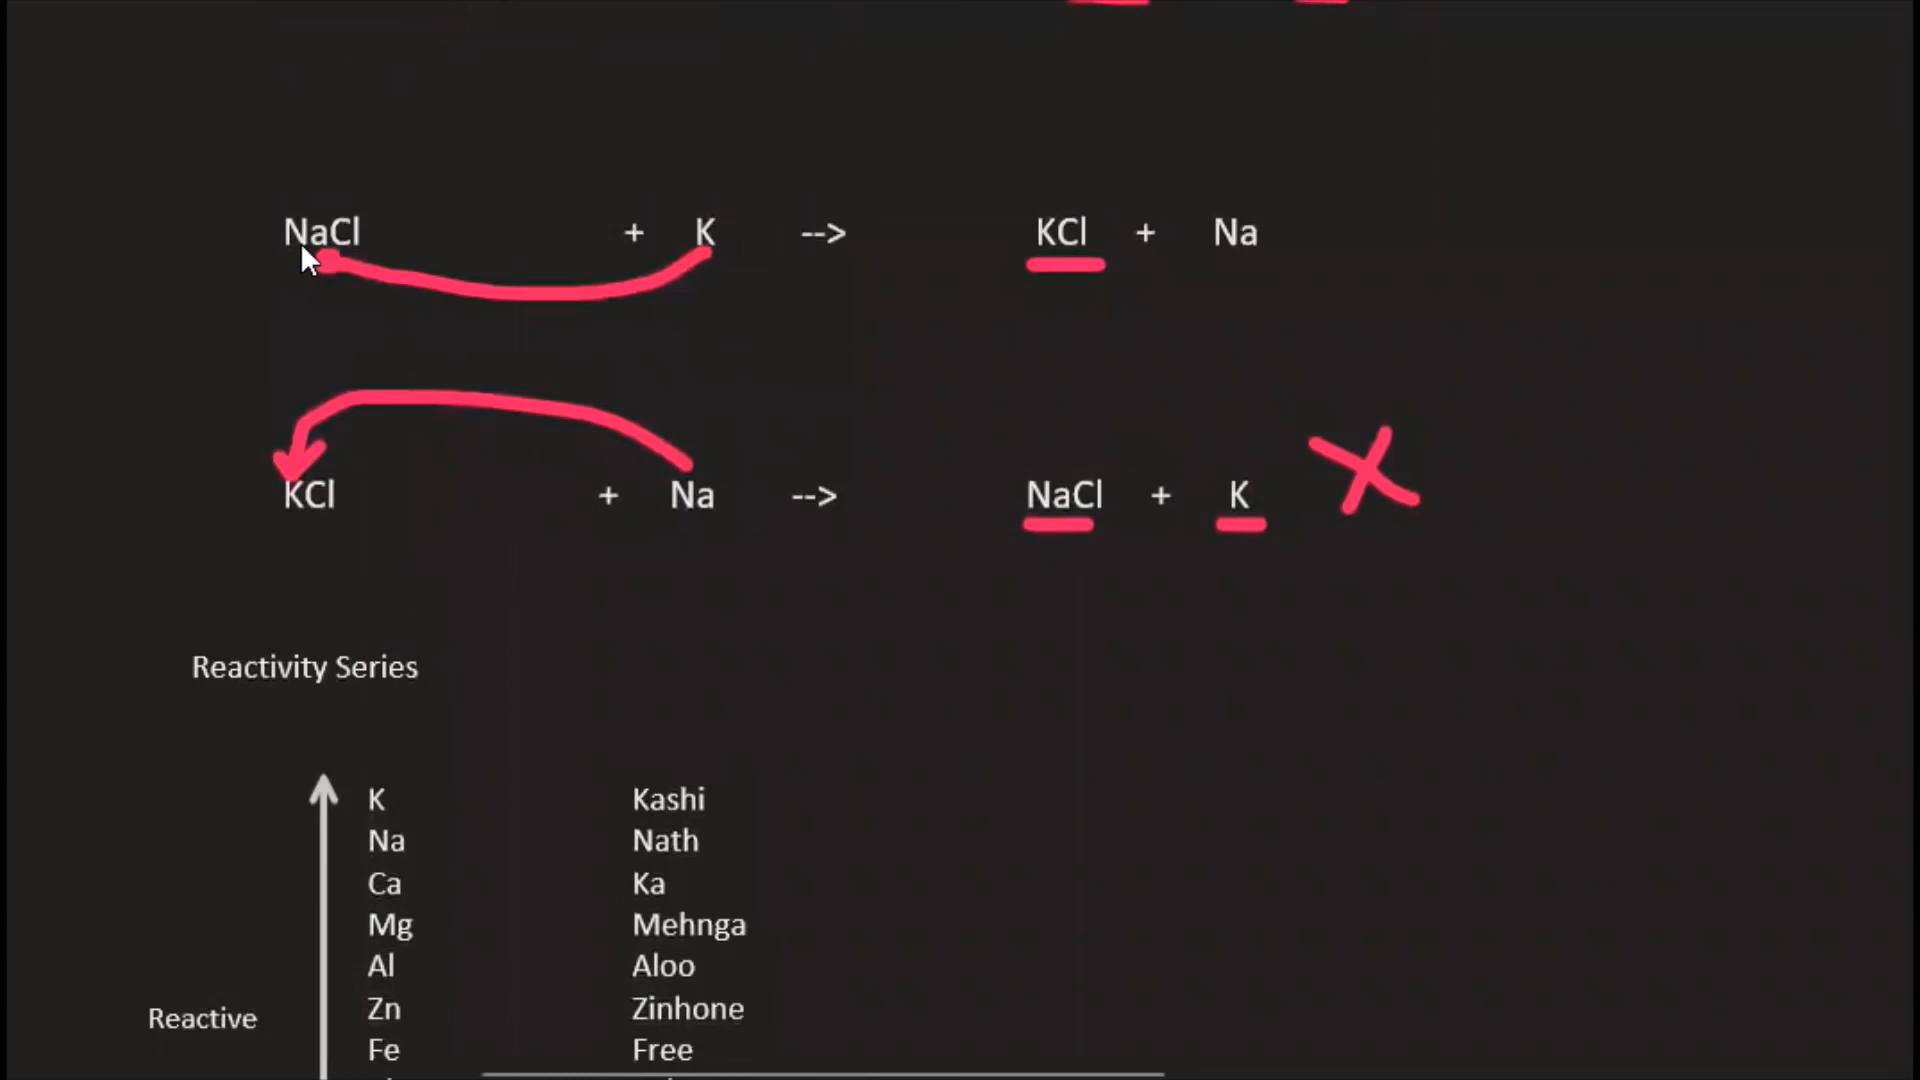 NaCl + K --> KCl + Na
KCl + Na --> NaCl + K
Reactivity Series
K Kashi
Na Nath
Ca Ka
Mg Mehnga
Al Aloo
Zn Zinhone
Reactive
Fe Free